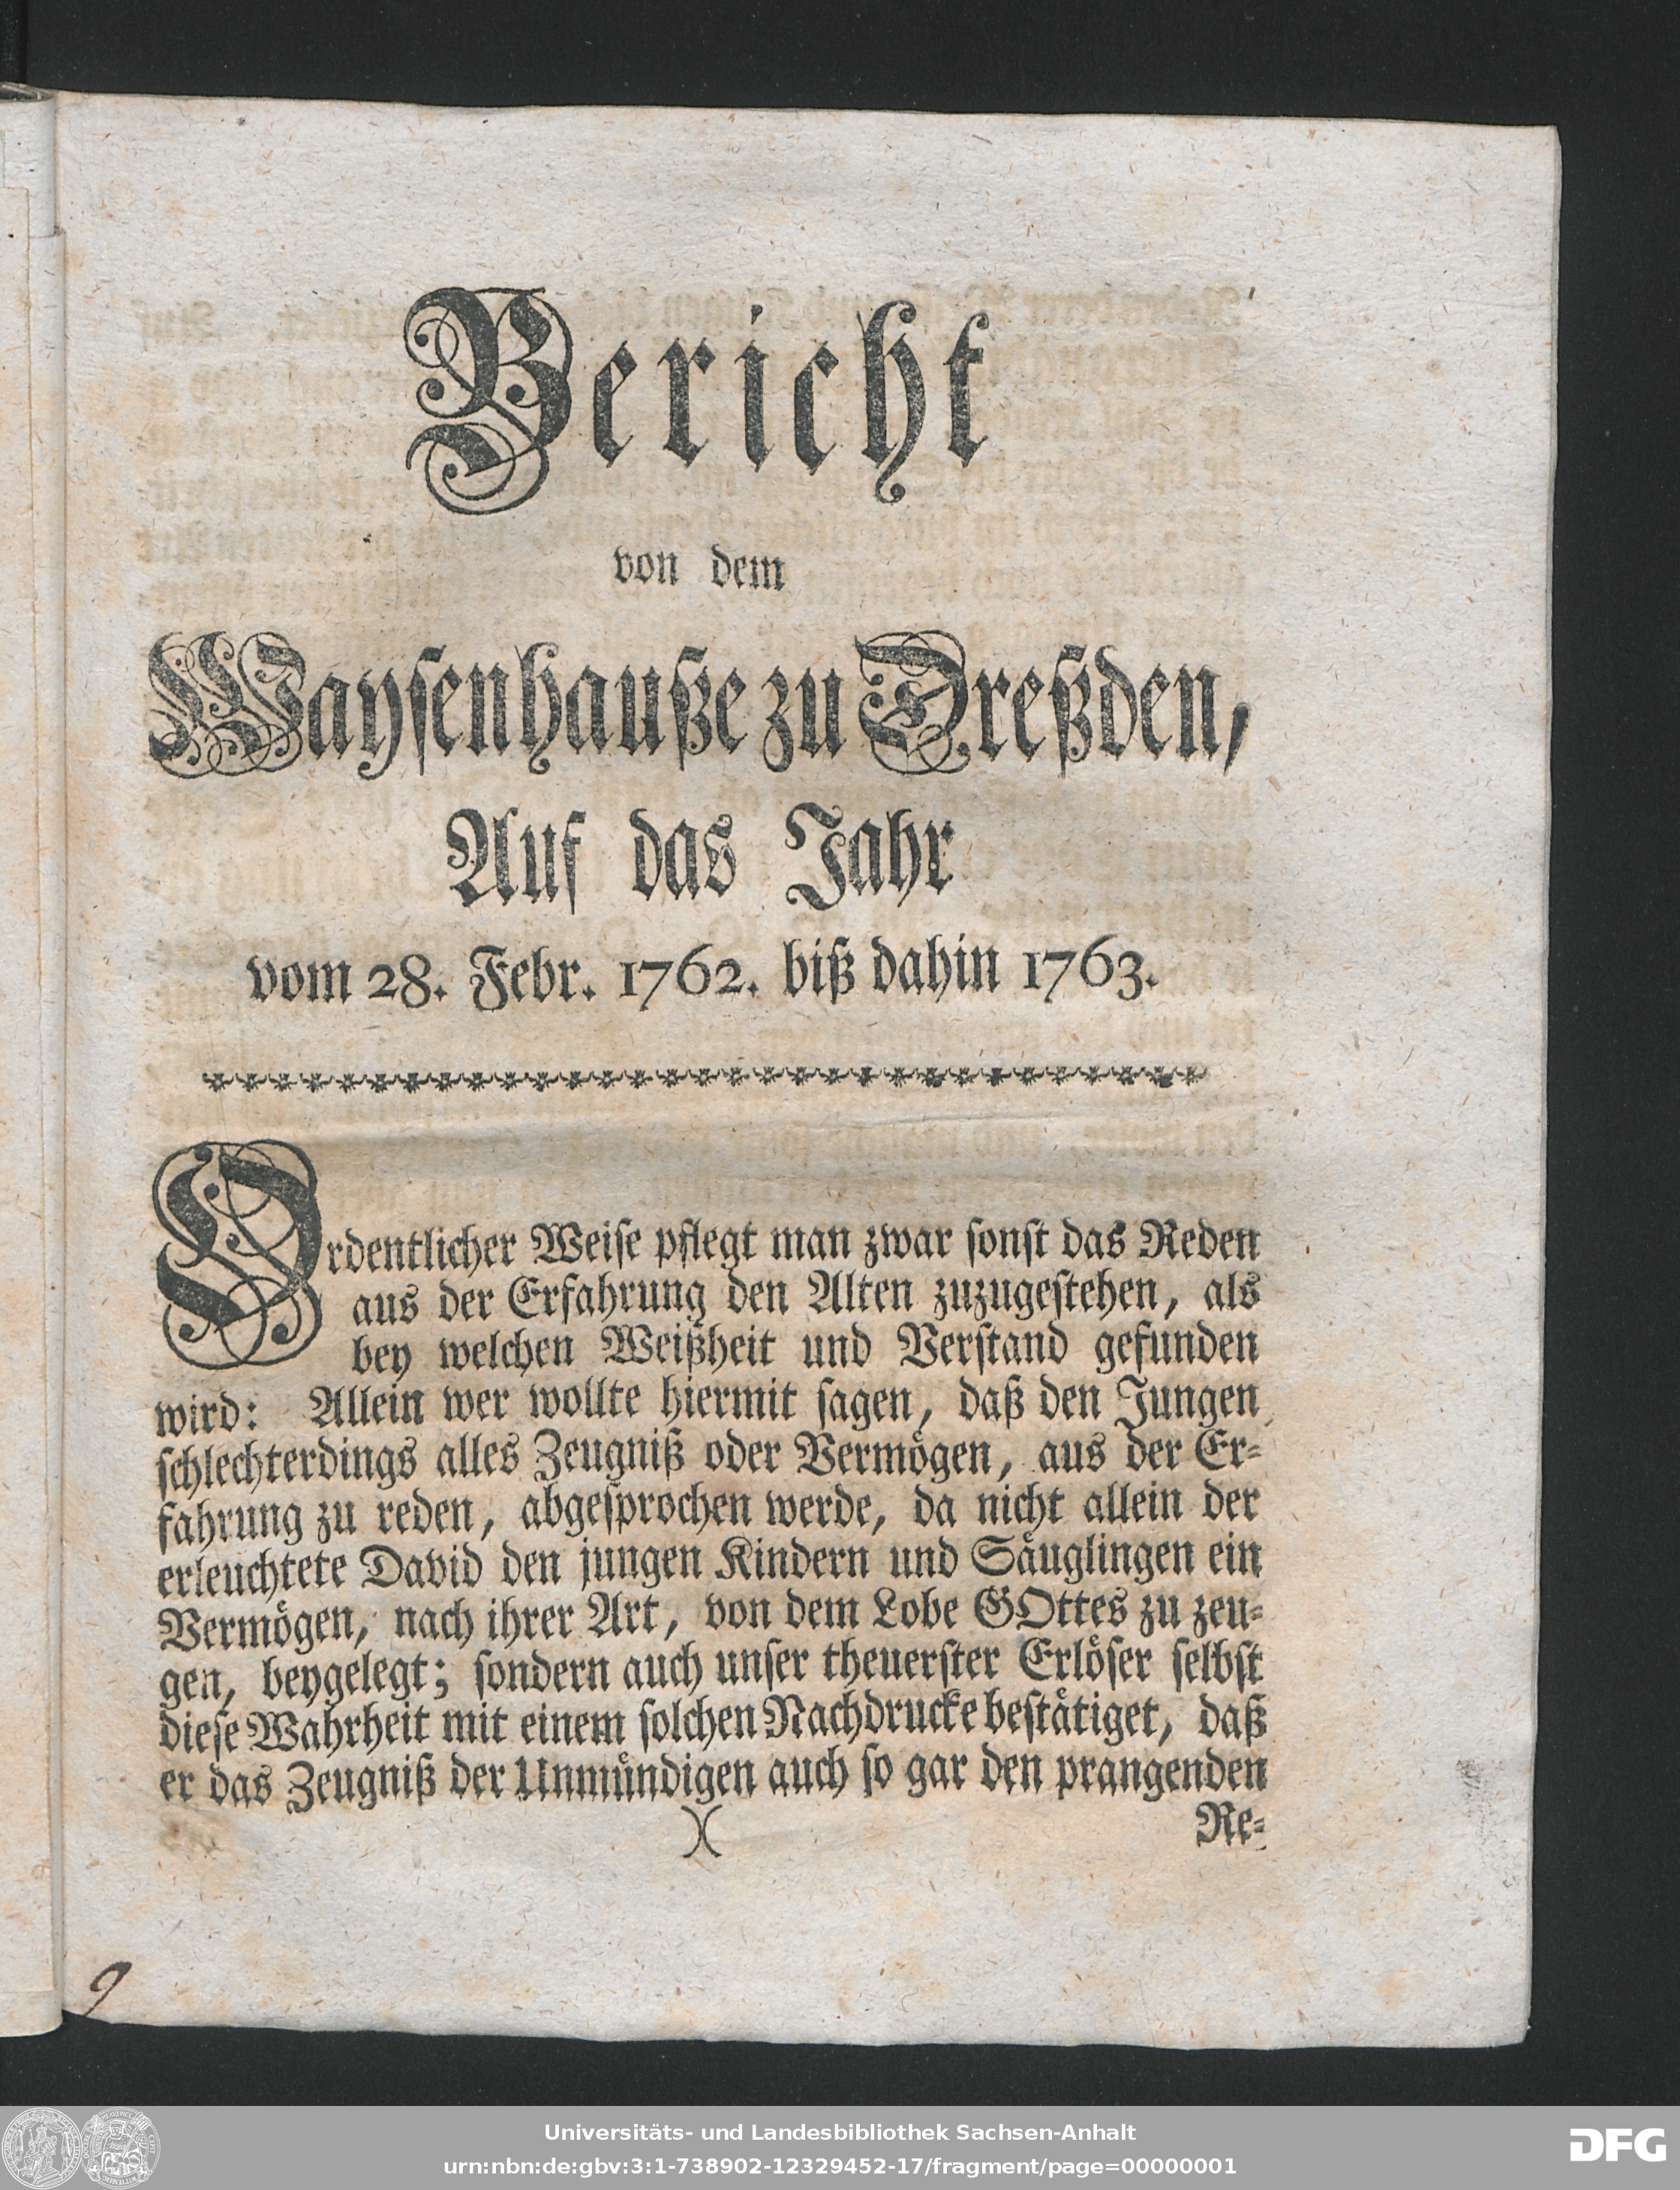 Bericht
von dem
Waysenhauße zu Dreßden,
Auf das Jahr
vom 28. Febr. 1762. biß dahin 1763.
Ordentlicher Weise pflegt man zwar sonst das Reden
aus der Erfahrung den Alten zuzugestehen, als
bey welchen Weißheit und Verstand gefunden
wird: Allein wer wollte hiermit sagen, daß den Jungen
schlechterdings alles Zeugniß oder Vermögen, aus der Er-
fahrung zu reden, abgesprochen werde, da nicht allein der
erleuchtete David den jungen Kindern und Säuglingen ein
Vermögen, nach ihrer Art, von dem Lobe GOttes zu zeu-
gen, beygelegt; sondern auch unser theuerster Erlöser selbst
diese Wahrheit mit einem solchen Nachdrucke bestätiget, daß
er das Zeugniß der Unmündigen auch so gar den prangenden
)(
Re-
9
Universitäts- und Landesbibliothek Sachsen-Anhalt
urn:nbn:de:gbv:3:1-738902-12329452-17/fragment/page=00000001
DFG